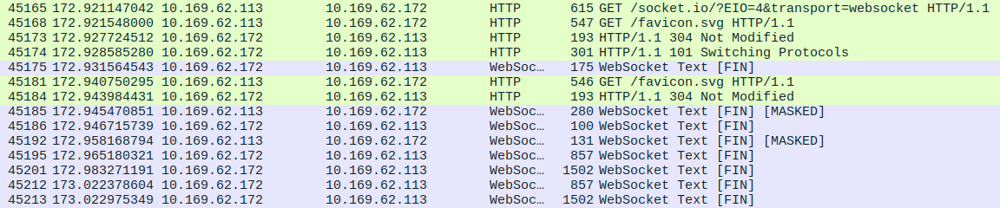 45165 172.921147042 10.169.62.113 10.169.62.172 HTTP 615 GET /socket.io/?EIO=4&transport=websocket HTTP/1.1
45168 172.921548000 10.169.62.113 10.169.62.172 HTTP 547 GET /favicon.svg HTTP/1.1
45173 172.927724512 10.169.62.172 10.169.62.113 HTTP 193 HTTP/1.1 304 Not Modified
45174 172.928585280 10.169.62.172 10.169.62.113 HTTP 301 HTTP/1.1 101 Switching Protocols
45175 172.931564543 10.169.62.172 10.169.62.113 WebSoc… 175 WebSocket Text [FIN]
45181 172.940750295 10.169.62.113 10.169.62.172 HTTP 546 GET /favicon.svg HTTP/1.1
45184 172.943984431 10.169.62.172 10.169.62.113 HTTP 193 HTTP/1.1 304 Not Modified
45185 172.945470851 10.169.62.113 10.169.62.172 WebSoc… 280 WebSocket Text [FIN] [MASKED]
45186 172.946715739 10.169.62.172 10.169.62.113 WebSoc… 100 WebSocket Text [FIN]
45192 172.958168794 10.169.62.113 10.169.62.172 WebSoc… 131 WebSocket Text [FIN] [MASKED]
45195 172.965180321 10.169.62.172 10.169.62.113 WebSoc… 857 WebSocket Text [FIN]
45201 172.983271191 10.169.62.172 10.169.62.113 WebSoc… 1502 WebSocket Text [FIN]
45212 173.022378604 10.169.62.172 10.169.62.113 WebSoc… 857 WebSocket Text [FIN]
45213 173.022975349 10.169.62.172 10.169.62.113 WebSoc… 1502 WebSocket Text [FIN]